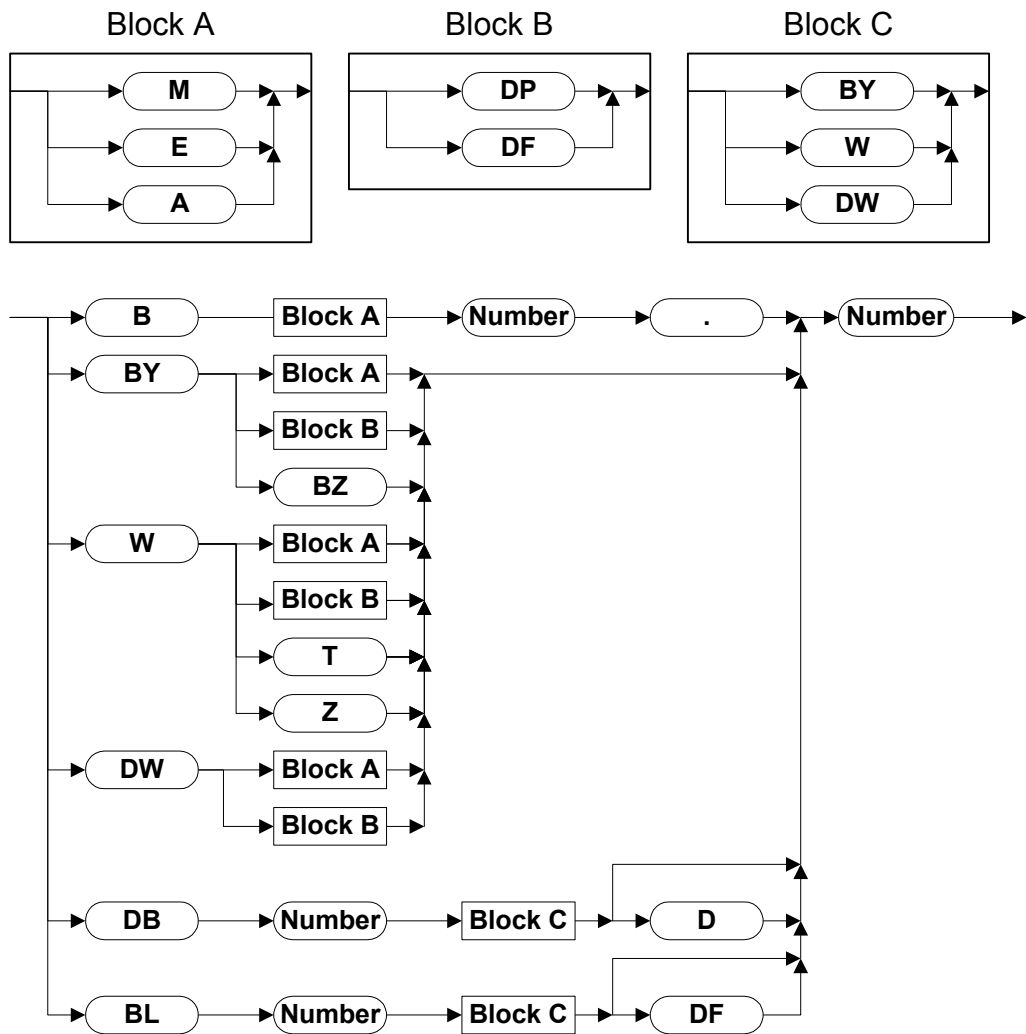 Block A
Block B
Block C
M
E
A
DP
DF
BY
W
DW
B
Block A
Number
.
Number
BY
Block A
Block B
BZ
W
Block A
Block B
T
Z
DW
Block A
Block B
DB
Number
Block C
D
BL
Number
Block C
DF